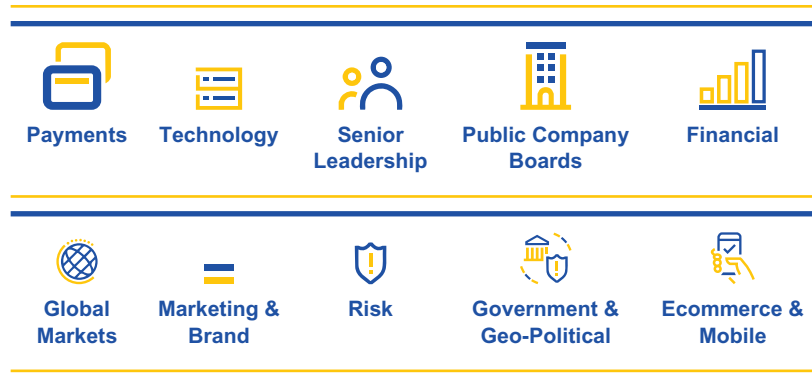 Payments
Technology
Senior
Leadership
Public Company
Boards
Financial
Global
Markets
Marketing &
Brand
Risk
Government &
Geo-Political
Ecommerce &
Mobile